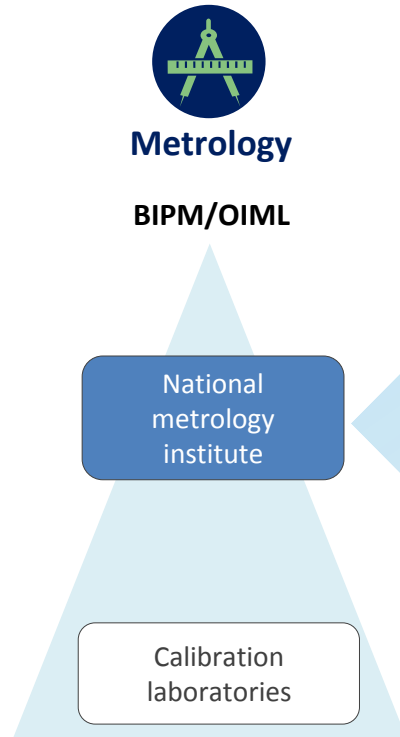 Metrology
BIPM/OIML
National
metrology
institute
Calibration
laboratories